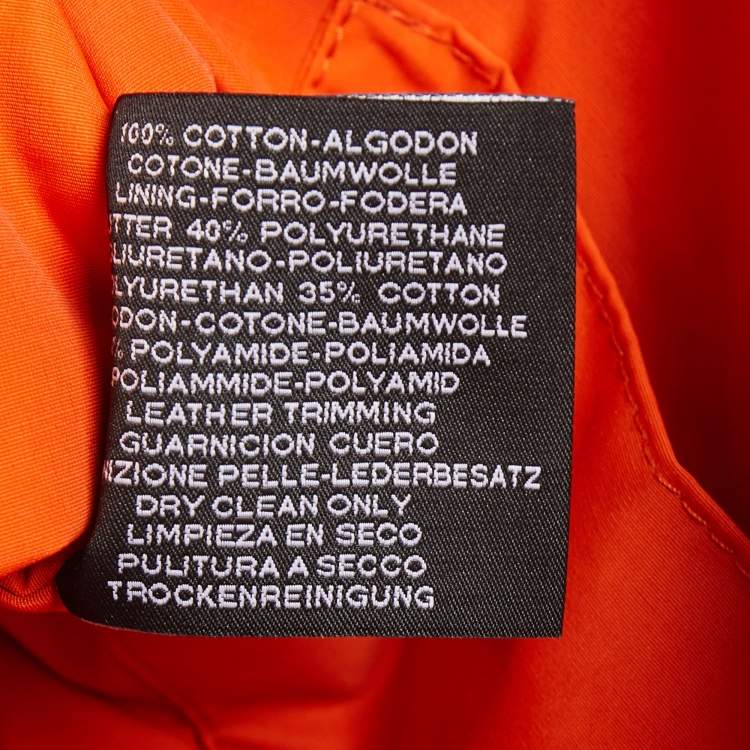 100% COTTON-ALGODON
COTONE-BAUMWOLLE
LINING-FORRO-FODERA
TTER 40% POLYURETHANE
LIURETANO-POLIURETANO
LYURETHAN 35% COTTON
ODON-COTONE-BAUMWOLLE
% POLYAMIDE-POLIAMIDA
POLIAMMIDE-POLYAMID
LEATHER TRIMMING
GUARNICION CUERO
IZIONE PELLE-LEDERBESATZ
DRY CLEAN ONLY
LIMPIEZA EN SECO
PULITURA A SECCO
TROCKENREINIGUNG